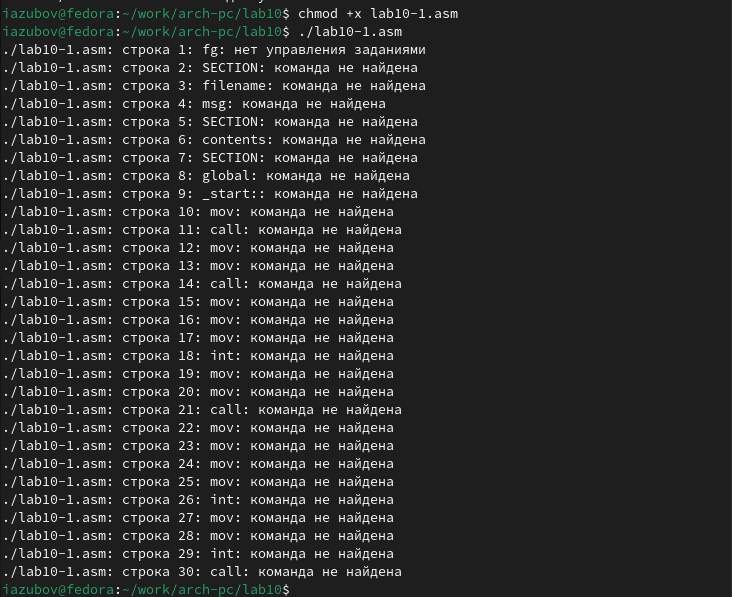 iazubov@fedora:~/work/arch-pc/lab10$ chmod +x lab10-1.asm
iazubov@fedora:~/work/arch-pc/lab10$ ./lab10-1.asm
./lab10-1.asm: строка 1: fg: нет управления заданиями
./lab10-1.asm: строка 2: SECTION: команда не найдена
./lab10-1.asm: строка 3: filename: команда не найдена
./lab10-1.asm: строка 4: msg: команда не найдена
./lab10-1.asm: строка 5: SECTION: команда не найдена
./lab10-1.asm: строка 6: contents: команда не найдена
./lab10-1.asm: строка 7: SECTION: команда не найдена
./lab10-1.asm: строка 8: global: команда не найдена
./lab10-1.asm: строка 9: _start:: команда не найдена
./lab10-1.asm: строка 10: mov: команда не найдена
./lab10-1.asm: строка 11: call: команда не найдена
./lab10-1.asm: строка 12: mov: команда не найдена
./lab10-1.asm: строка 13: mov: команда не найдена
./lab10-1.asm: строка 14: call: команда не найдена
./lab10-1.asm: строка 15: mov: команда не найдена
./lab10-1.asm: строка 16: mov: команда не найдена
./lab10-1.asm: строка 17: mov: команда не найдена
./lab10-1.asm: строка 18: int: команда не найдена
./lab10-1.asm: строка 19: mov: команда не найдена
./lab10-1.asm: строка 20: mov: команда не найдена
./lab10-1.asm: строка 21: call: команда не найдена
./lab10-1.asm: строка 22: mov: команда не найдена
./lab10-1.asm: строка 23: mov: команда не найдена
./lab10-1.asm: строка 24: mov: команда не найдена
./lab10-1.asm: строка 25: mov: команда не найдена
./lab10-1.asm: строка 26: int: команда не найдена
./lab10-1.asm: строка 27: mov: команда не найдена
./lab10-1.asm: строка 28: mov: команда не найдена
./lab10-1.asm: строка 29: int: команда не найдена
./lab10-1.asm: строка 30: call: команда не найдена
iazubov@fedora:~/work/arch-pc/lab10$